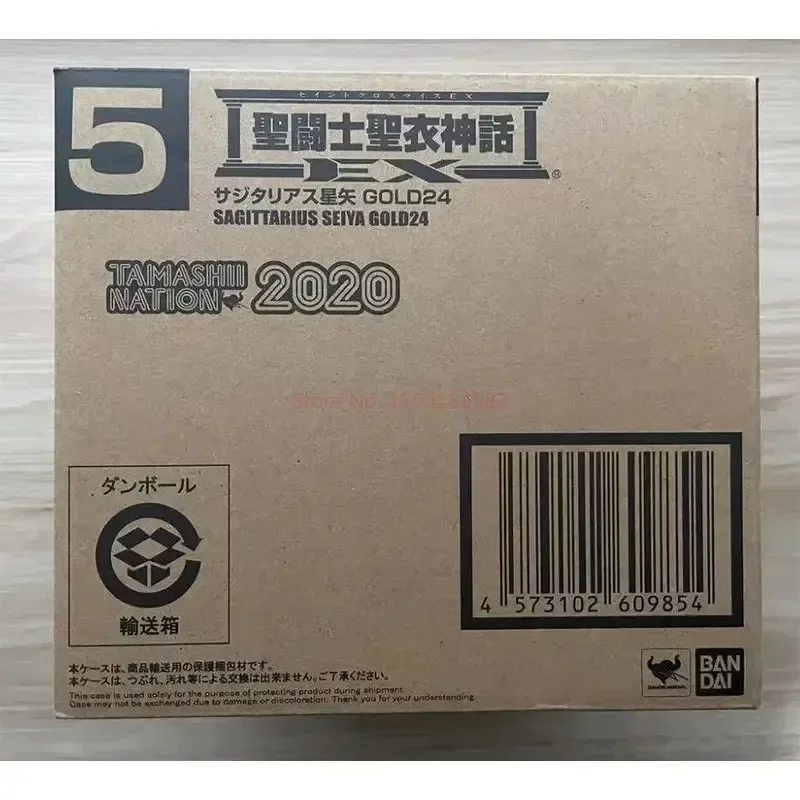 5
セイントクロスマイスEX
聖闘士聖衣神話
EX®
サジタリアス星矢 GOLD24
SAGITTARIUS SEIYA GOLD24
TAMASHII
NATION 2020
ダンボール
輸送箱
4 573102 609854
本ケースは、商品輸送用の保護梱包材です。
本ケースは、つぶれ、汚れ等による交換は出来ません。ご了承ください。
This case is used solely for the purpose of protecting product during shipment.
Case may not be exchanged due to damage or discoloration. Thank you for your understanding.
BAN
DAI